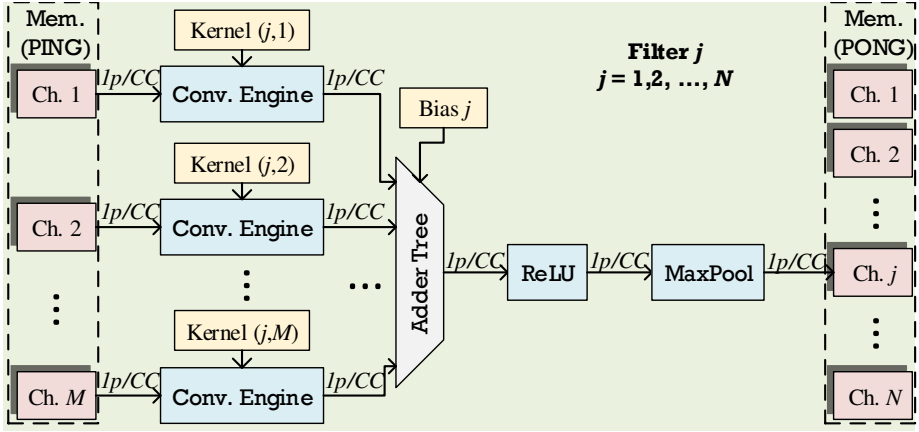 Mem.
(PING)
Kernel (j,1)
Filter j
j = 1,2, ..., N
Mem.
(PONG)
Ch. 1
1p/CC
Conv. Engine
1p/CC
Bias j
Ch. 1
Kernel (j,2)
Ch. 2
Ch. 2
1p/CC
Conv. Engine
1p/CC
Adder Tree
1p/CC
ReLU
1p/CC
MaxPool
1p/CC
Ch. j
...
Kernel (j,M)
Ch. M
1p/CC
Conv. Engine
1p/CC
Ch. N